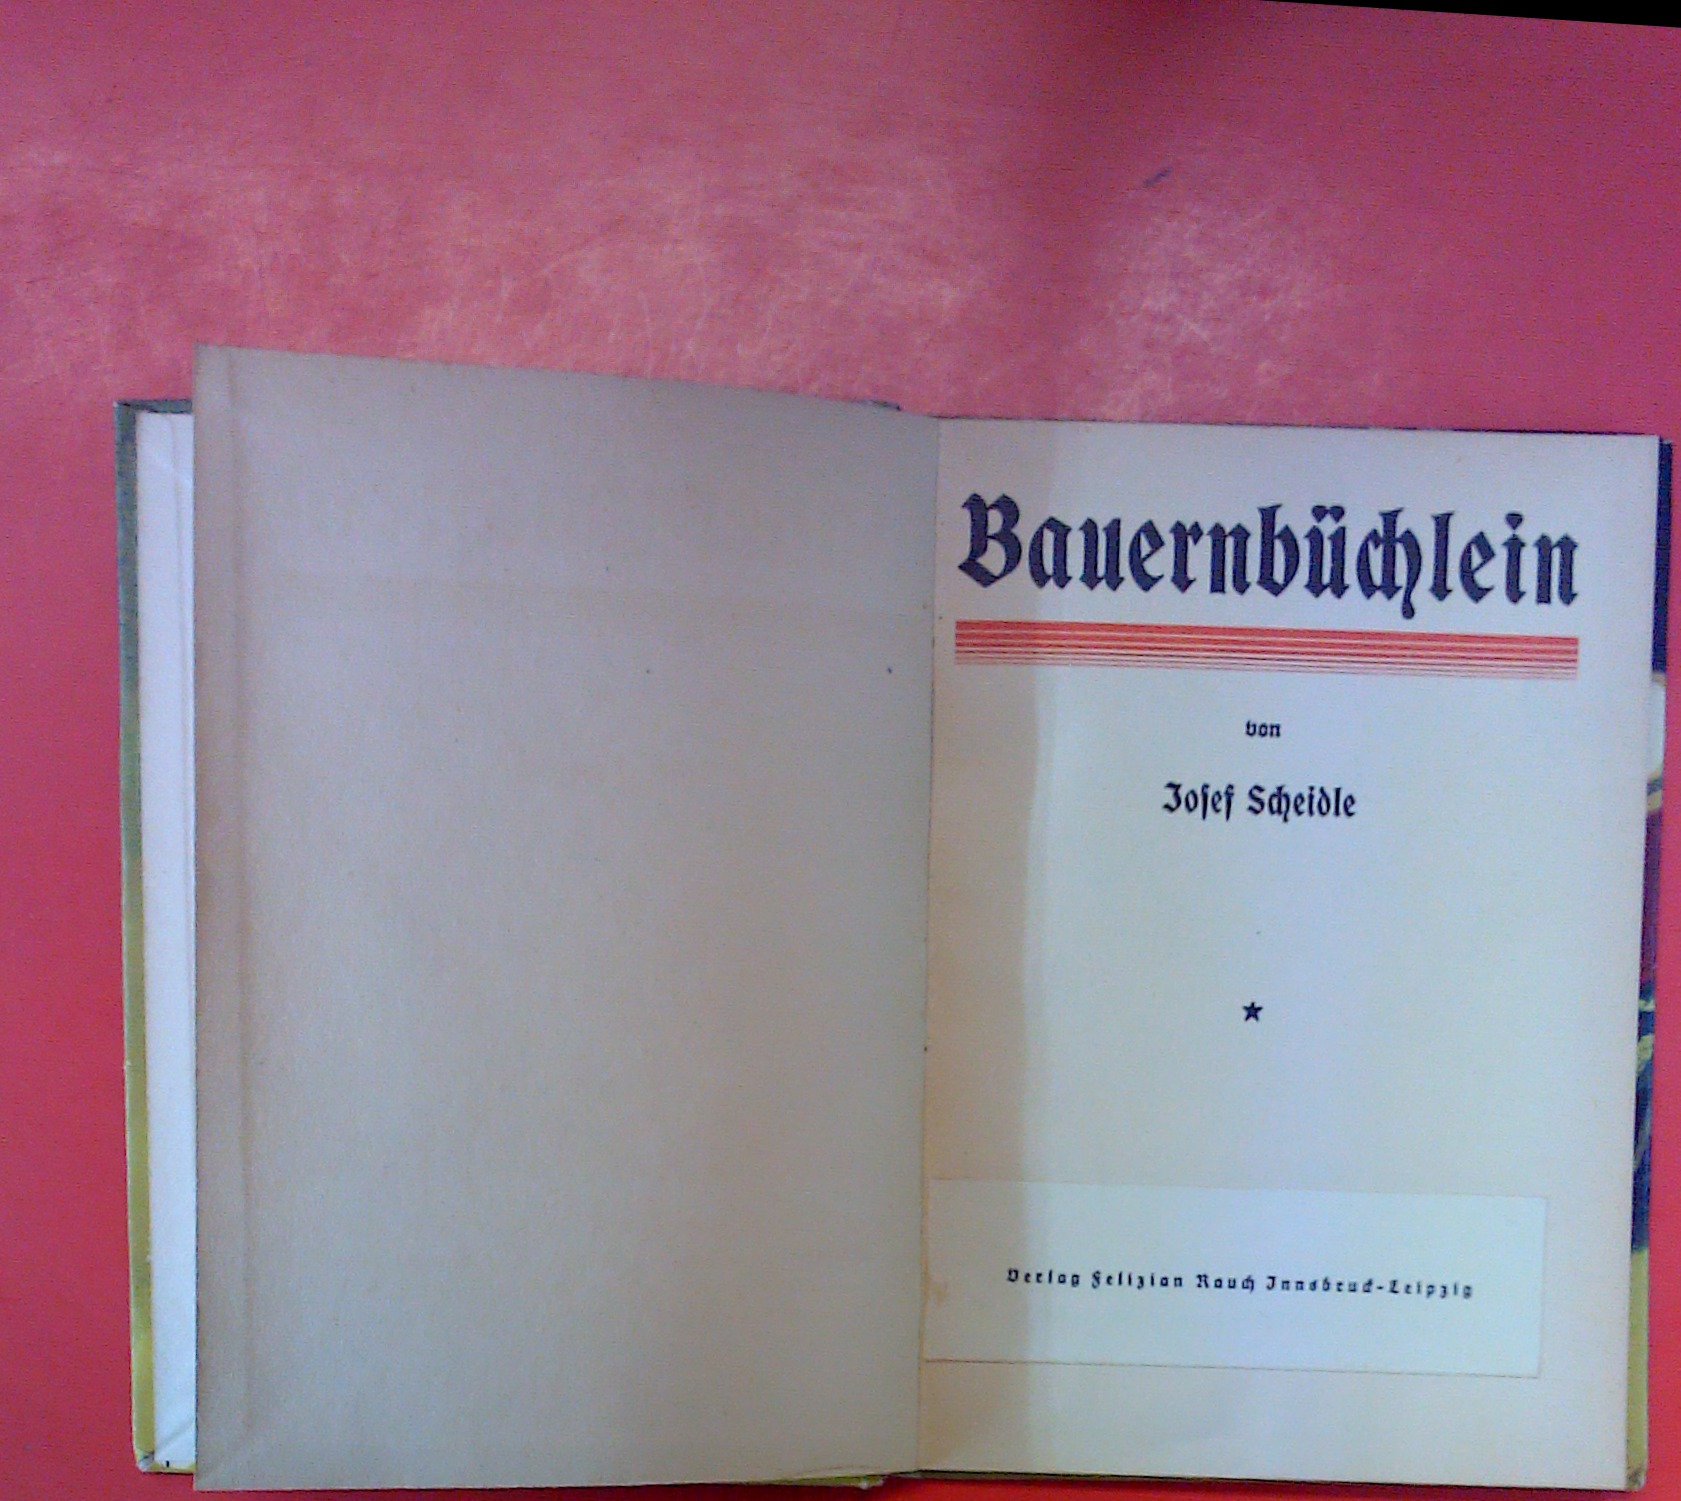 Bauernbüchlein
von
Josef Scheidle
Verlag Felizian Rauch Innsbruck-Leipzig